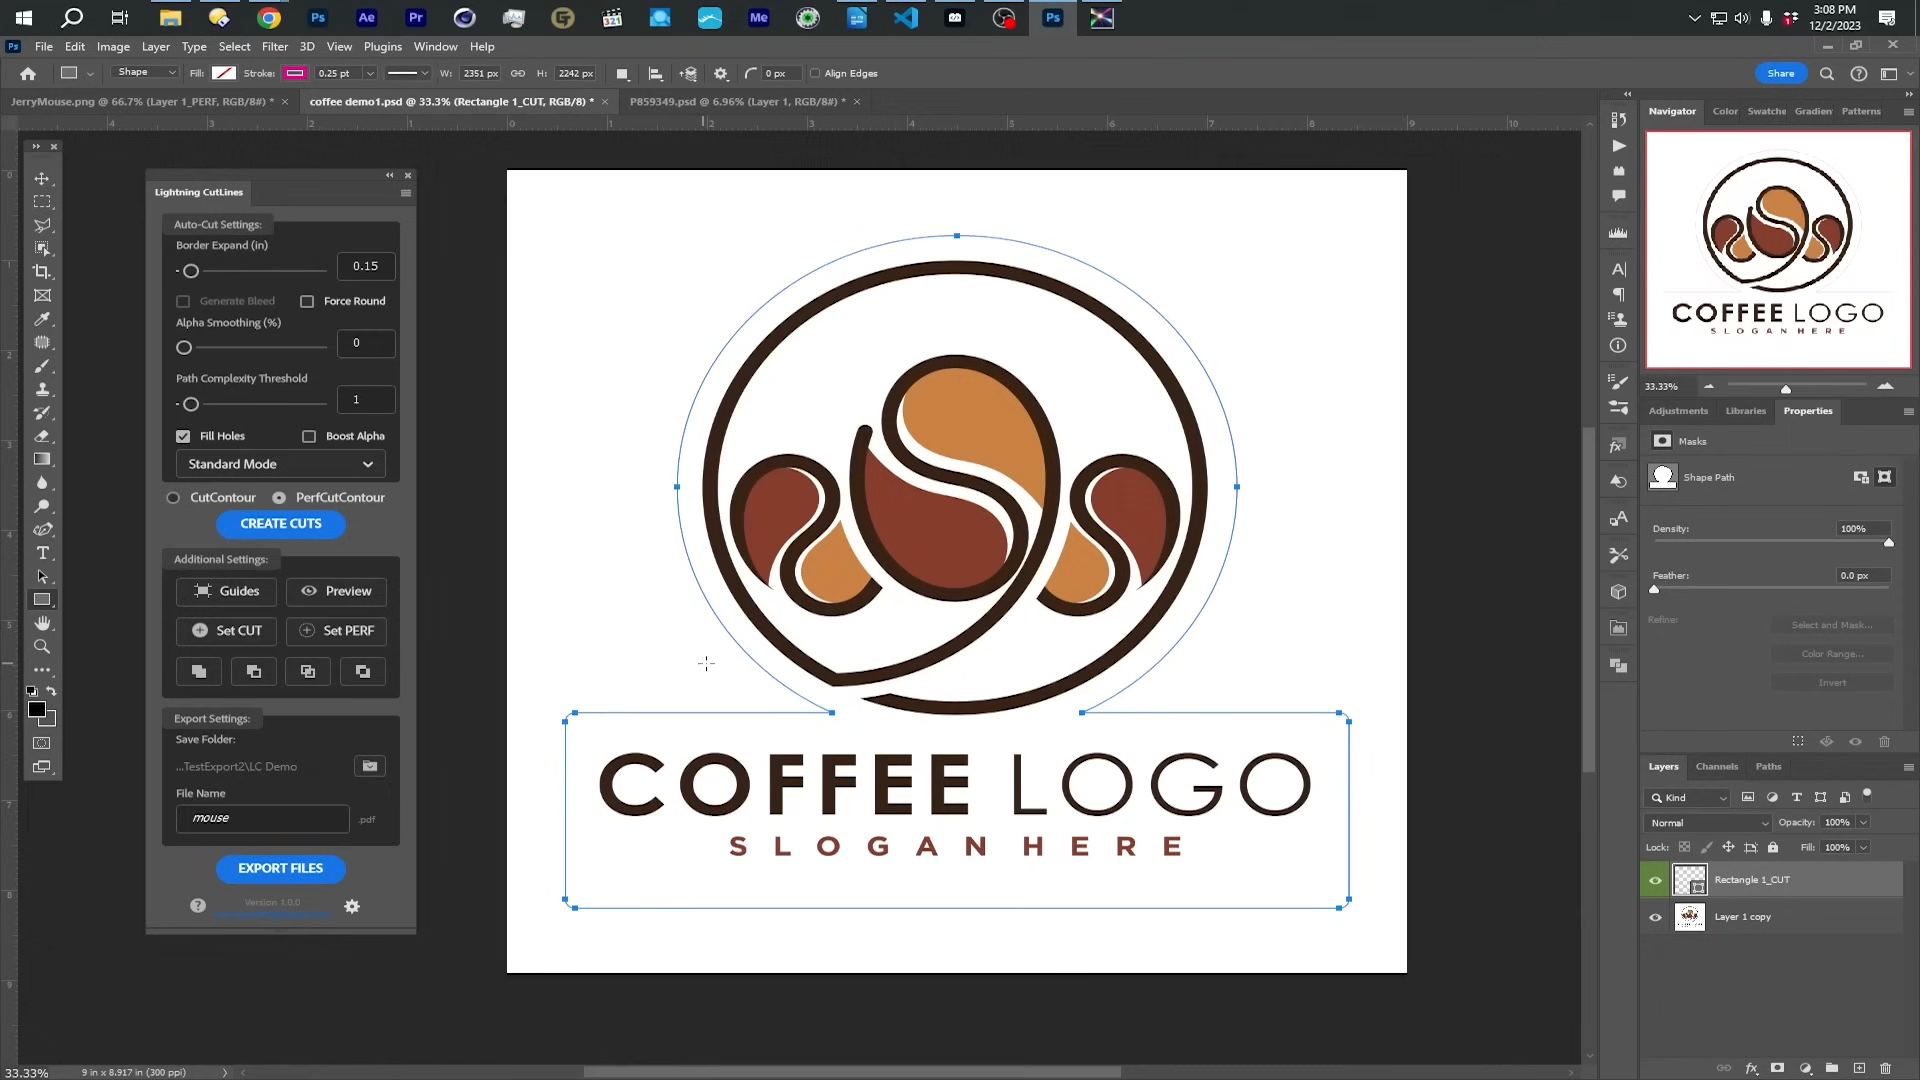 3:08 PM
12/2/2023
File Edit Image Layer Type Select Filter 3D View Plugins Window Help
Shape Fill: Stroke: 0.25 pt W: 2351 px H: 2242 px 0 px Align Edges Share
JerryMouse.png @ 66.7% (Layer 1_PERF, RGB/8#) *
coffee demo1.psd @ 33.3% (Rectangle 1_CUT, RGB/8) *
P859349.psd @ 6.96% (Layer 1, RGB/8#) *
Lightning CutLines
Auto-Cut Settings:
Border Expand (in)
0.15
Generate Bleed Force Round
Alpha Smoothing (%)
0
Path Complexity Threshold
1
Fill Holes Boost Alpha
Standard Mode
CutContour PerfCutContour
CREATE CUTS
Additional Settings:
Guides Preview
Set CUT Set PERF
Export Settings:
Save Folder:
...TestExport2\LC Demo
File Name
mouse .pdf
EXPORT FILES
Version 1.0.0
COFFEE LOGO
SLOGAN HERE
Navigator Color Swatche Gradien Patterns
COFFEE LOGO
SLOGAN HERE
33.33%
Adjustments Libraries Properties
Masks
Shape Path
Density: 100%
Feather: 0.0 px
Refine: Select and Mask...
Color Range...
Invert
Layers Channels Paths
Kind
Normal Opacity: 100%
Lock: Fill: 100%
Rectangle 1_CUT
Layer 1 copy
33.33% 9 in x 8.917 in (300 ppi)